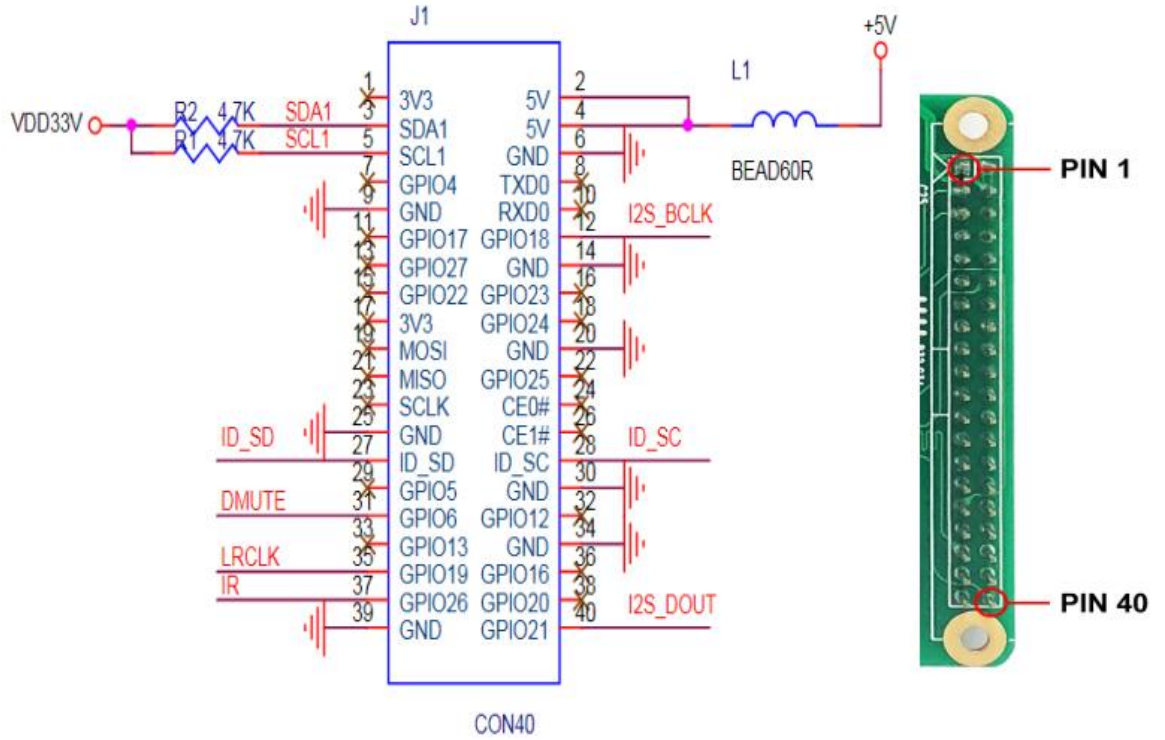 J1
+5V
L1
BEAD60R
VDD33V
R2 4.7K SDA1
R1 4.7K SCL1
1 3V3 5V 2
3 SDA1 5V 4
5 SCL1 GND 6
7 GPIO4 TXD0 8
9 GND RXD0 10
11 GPIO17 GPIO18 12 I2S_BCLK
13 GPIO27 GND 14
15 GPIO22 GPIO23 16
17 3V3 GPIO24 18
19 MOSI GND 20
21 MISO GPIO25 22
23 SCLK CE0# 24
25 GND CE1# 26
ID_SD 27 ID_SD ID_SC 28 ID_SC
29 GPIO5 GND 30
DMUTE 31 GPIO6 GPIO12 32
33 GPIO13 GND 34
LRCLK 35 GPIO19 GPIO16 36
IR 37 GPIO26 GPIO20 38
39 GND GPIO21 40 I2S_DOUT
CON40
PIN 1
PIN 40